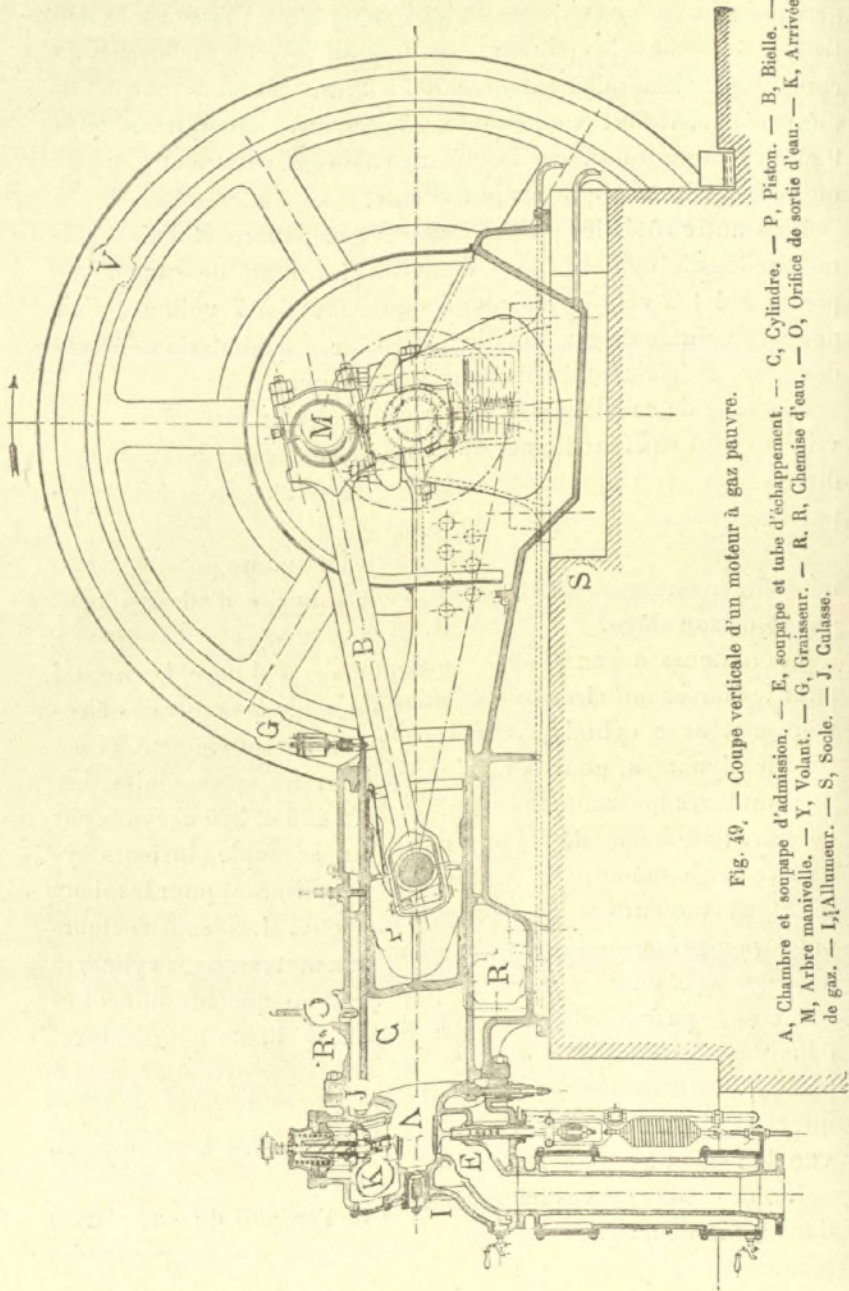 V
M
B
G
S
P
O
R
R
C
J
A
K
E
I
Fig. 49. — Coupe verticale d'un moteur à gaz pauvre.
A, Chambre et soupape d'admission. — E, soupape et tube d'échappement. — C, Cylindre. — P, Piston. — B, Bielle. —
M, Arbre manivelle. — Y, Volant. — G, Graisseur. — R. R, Chemise d'eau. — O, Orifice de sortie d'eau. — K, Arrivée
de gaz. — I, Allumeur. — S, Socle. — J. Culasse.